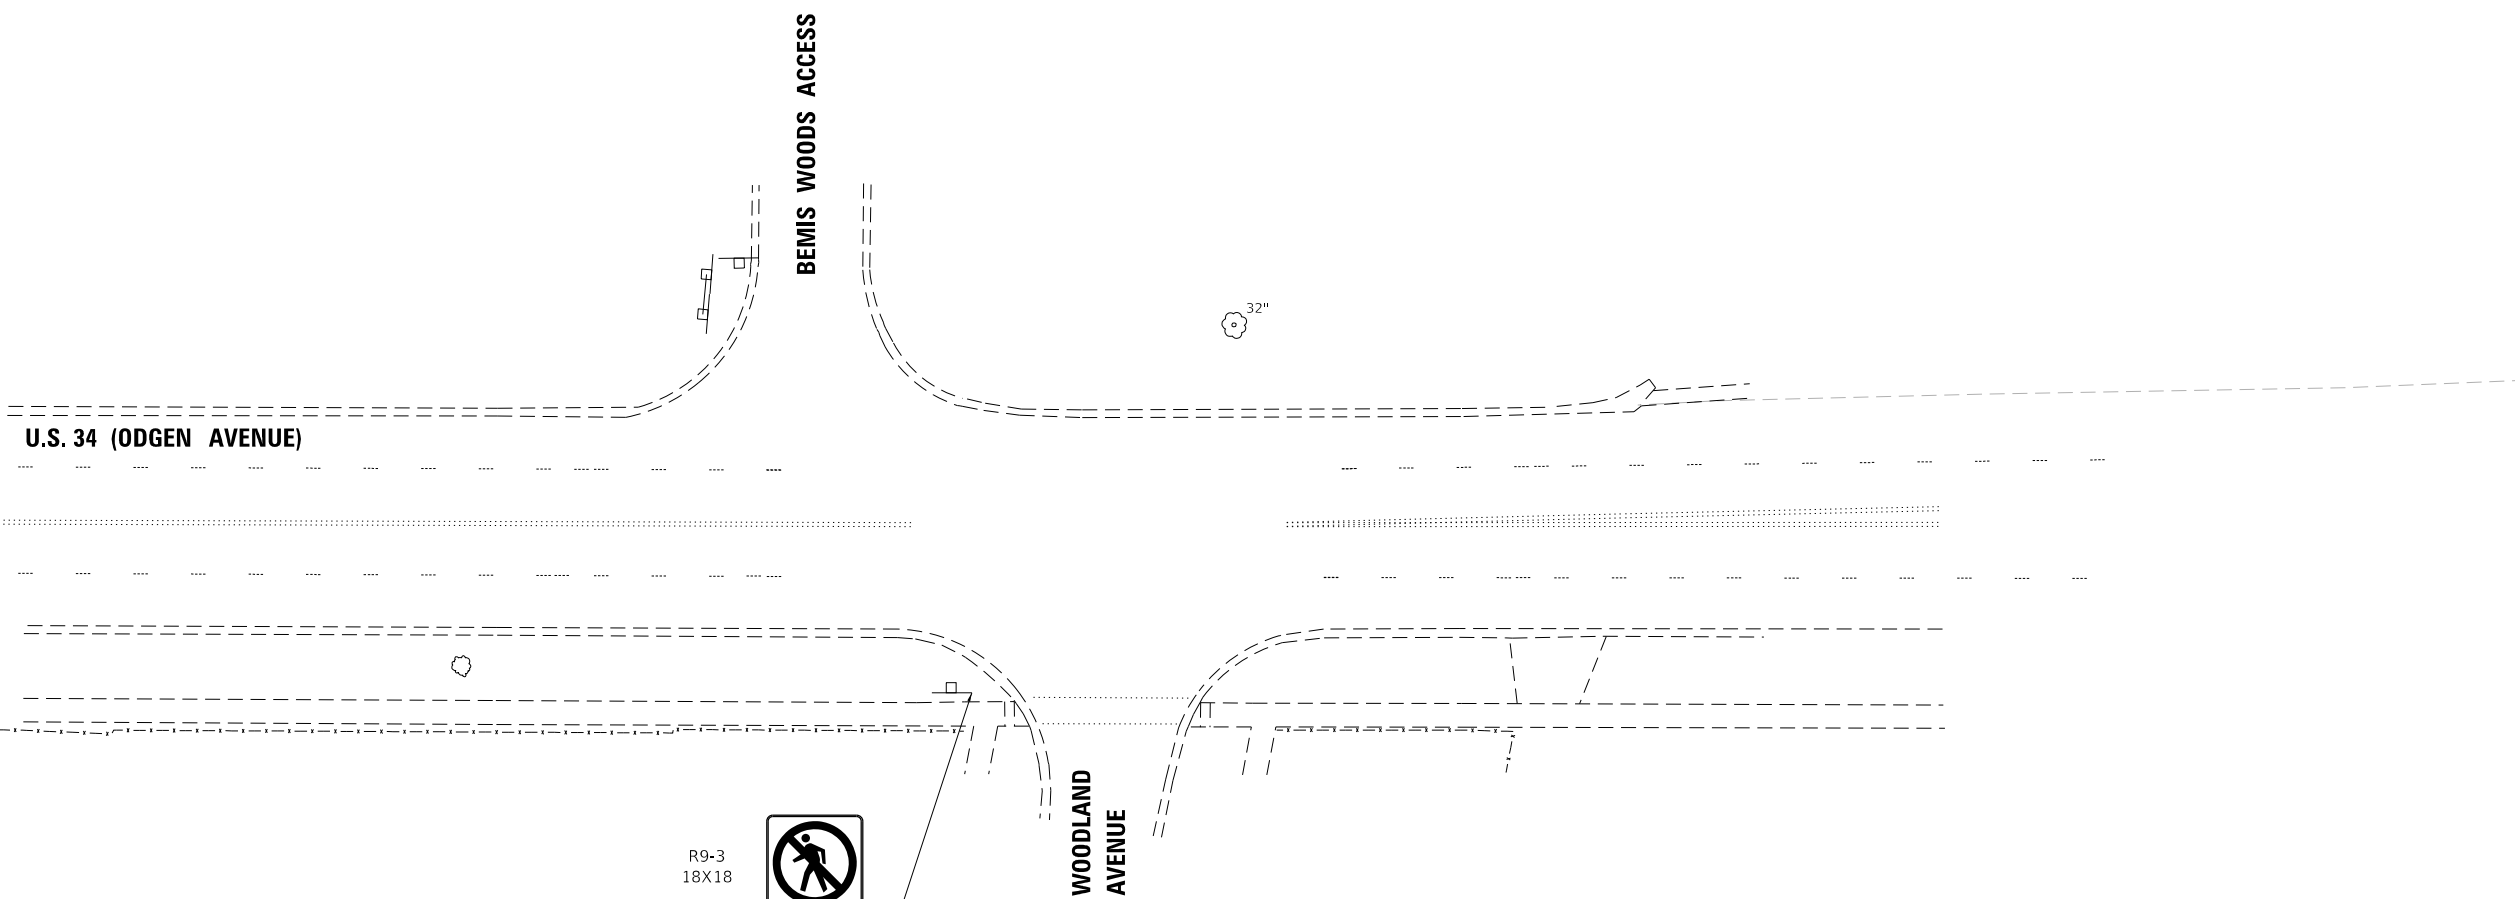 BEMIS WOODS ACCESS
32"
U.S. 34 (ODGEN AVENUE)
WOODLAND
AVENUE
R9-3
18X18